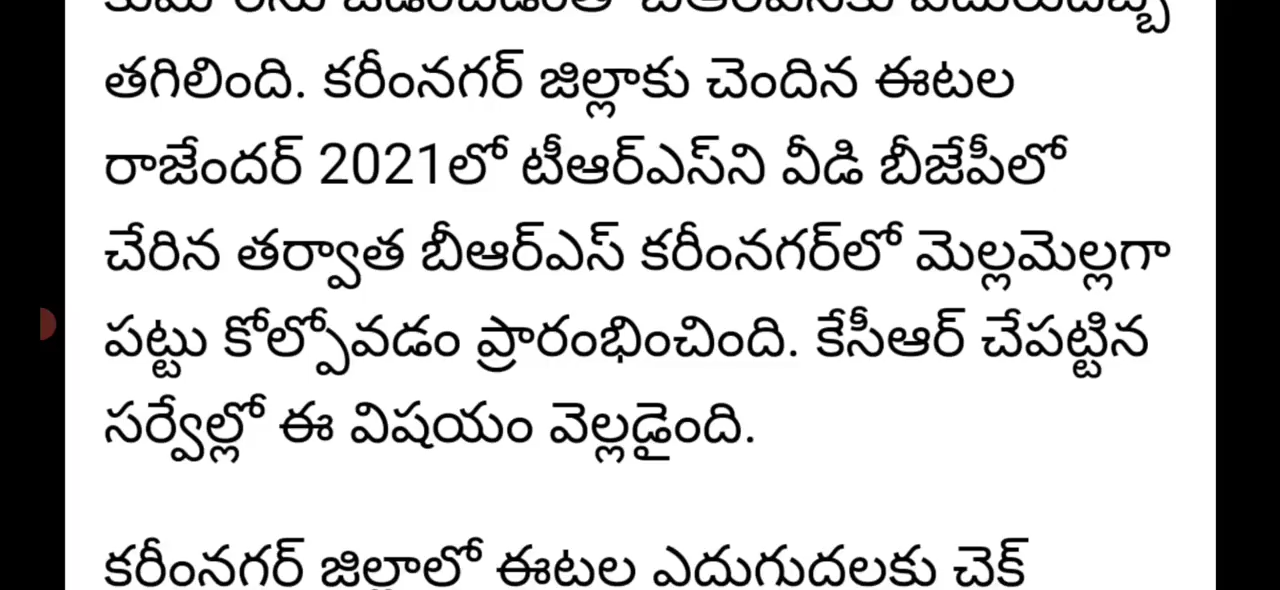 తగిలింది. కరీంనగర్ జిల్లాకు చెందిన ఈటల
రాజేందర్ 2021లో టీఆర్ఎస్‌ని వీడి బీజేపీలో
చేరిన తర్వాత బీఆర్ఎస్ కరీంనగర్‌లో మెల్లమెల్లగా
పట్టు కోల్పోవడం ప్రారంభించింది. కేసీఆర్ చేపట్టిన
సర్వేల్లో ఈ విషయం వెల్లడైంది.
కరీంనగర్ జిల్లాలో ఈటల ఎదుగుదలకు చెక్